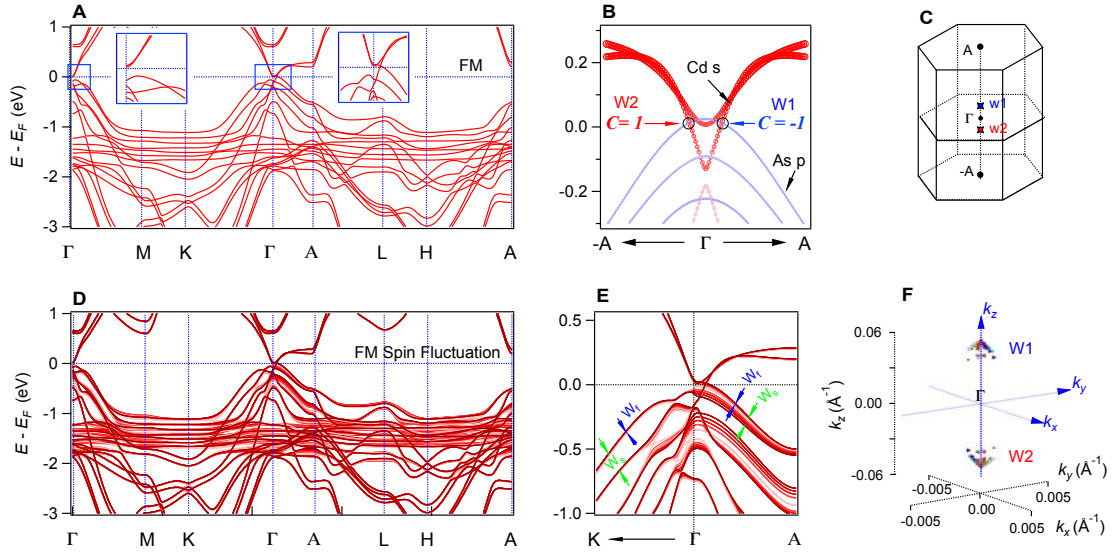 A
E - E_F (eV)
1
0
-1
-2
-3
FM
Γ
M
K
Γ
A
L
H
A
B
0.2
0.0
-0.2
Cd s
W2
W1
C= 1
C= -1
As p
-A
Γ
A
C
A
w1
Γ
w2
-A
D
E - E_F (eV)
1
0
-1
-2
-3
FM Spin Fluctuation
Γ
M
K
Γ
A
L
H
A
E
0.5
0.0
-0.5
-1.0
W_f
W_s
W_f
W_s
K
Γ
A
F
k_z
0.06
W1
k_z (Å⁻¹)
0.00
Γ
k_y
k_x
W2
-0.06
k_y (Å⁻¹)
-0.005
0.005
-0.005
0.00
0.005
k_x (Å⁻¹)